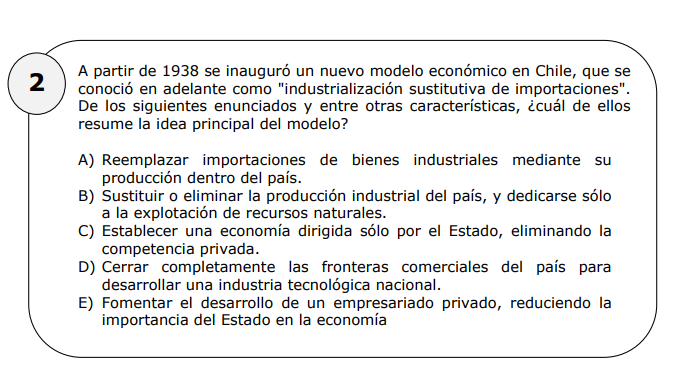 2
A partir de 1938 se inauguró un nuevo modelo económico en Chile, que se
conoció en adelante como "industrialización sustitutiva de importaciones".
De los siguientes enunciados y entre otras características, ¿cuál de ellos
resume la idea principal del modelo?
A) Reemplazar importaciones de bienes industriales mediante su
producción dentro del país.
B) Sustituir o eliminar la producción industrial del país, y dedicarse sólo
a la explotación de recursos naturales.
C) Establecer una economía dirigida sólo por el Estado, eliminando la
competencia privada.
D) Cerrar completamente las fronteras comerciales del país para
desarrollar una industria tecnológica nacional.
E) Fomentar el desarrollo de un empresariado privado, reduciendo la
importancia del Estado en la economía